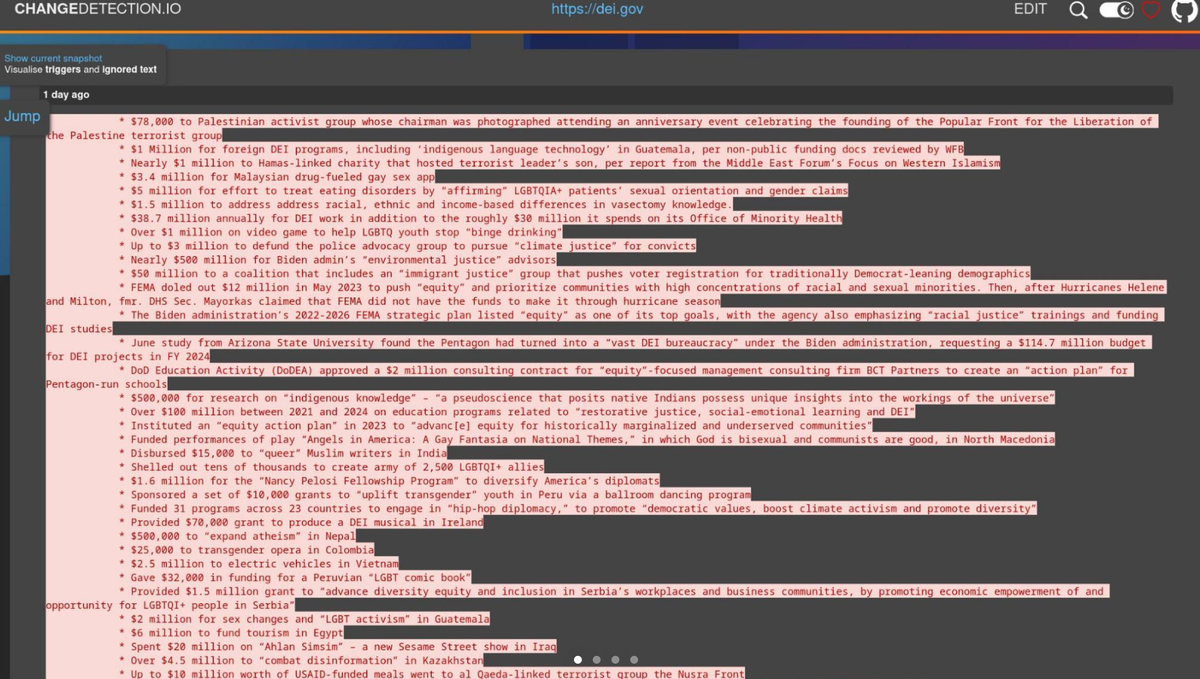 CHANGEDETECTION.IO
https://dei.gov
EDIT
Show current snapshot
Visualise triggers and ignored text
1 day ago
Jump
* $78,000 to Palestinian activist group whose chairman was photographed attending an anniversary event celebrating the founding of the Popular Front for the Liberation of
the Palestine terrorist group
* $1 Million for foreign DEI programs, including ‘indigenous language technology’ in Guatemala, per non-public funding docs reviewed by WFB
* Nearly $1 million to Hamas-linked charity that hosted terrorist leader’s son, per report from the Middle East Forum’s Focus on Western Islamism
* $3.4 million for Malaysian drug-fueled gay sex app
* $5 million for effort to treat eating disorders by “affirming” LGBTQIA+ patients’ sexual orientation and gender claims
* $1.5 million to address address racial, ethnic and income-based differences in vasectomy knowledge.
* $38.7 million annually for DEI work in addition to the roughly $30 million it spends on its Office of Minority Health
* Over $1 million on video game to help LGBTQ youth stop “binge drinking”
* Up to $3 million to defund the police advocacy group to pursue “climate justice” for convicts
* Nearly $500 million for Biden admin’s “environmental justice” advisors
* $50 million to a coalition that includes an “immigrant justice” group that pushes voter registration for traditionally Democrat-leaning demographics
* FEMA doled out $12 million in May 2023 to push “equity” and prioritize communities with high concentrations of racial and sexual minorities. Then, after Hurricanes Helene
and Milton, fmr. DHS Sec. Mayorkas claimed that FEMA did not have the funds to make it through hurricane season
* The Biden administration’s 2022-2026 FEMA strategic plan listed “equity” as one of its top goals, with the agency also emphasizing “racial justice” trainings and funding
DEI studies
* June study from Arizona State University found the Pentagon had turned into a “vast DEI bureaucracy” under the Biden administration, requesting a $114.7 million budget
for DEI projects in FY 2024
* DoD Education Activity (DoDEA) approved a $2 million consulting contract for “equity”-focused management consulting firm BCT Partners to create an “action plan” for
Pentagon-run schools
* $500,000 for research on “indigenous knowledge” – “a pseudoscience that posits native Indians possess unique insights into the workings of the universe”
* Over $100 million between 2021 and 2024 on education programs related to “restorative justice, social-emotional learning and DEI”
* Instituted an “equity action plan” in 2023 to “advanc[e] equity for historically marginalized and underserved communities”
* Funded performances of play “Angels in America: A Gay Fantasia on National Themes,” in which God is bisexual and communists are good, in North Macedonia
* Disbursed $15,000 to “queer” Muslim writers in India
* Shelled out tens of thousands to create army of 2,500 LGBTQI+ allies
* $1.6 million for the “Nancy Pelosi Fellowship Program” to diversify America’s diplomats
* Sponsored a set of $10,000 grants to “uplift transgender” youth in Peru via a ballroom dancing program
* Funded 31 programs across 23 countries to engage in “hip-hop diplomacy,” to promote “democratic values, boost climate activism and promote diversity”
* Provided $70,000 grant to produce a DEI musical in Ireland
* $500,000 to “expand atheism” in Nepal
* $25,000 to transgender opera in Colombia
* $2.5 million to electric vehicles in Vietnam
* Gave $32,000 in funding for a Peruvian “LGBT comic book”
* Provided $1.5 million grant to “advance diversity equity and inclusion in Serbia’s workplaces and business communities, by promoting economic empowerment of and
opportunity for LGBTQI+ people in Serbia”
* $2 million for sex changes and “LGBT activism” in Guatemala
* $6 million to fund tourism in Egypt
* Spent $20 million on “Ahlan Simsim” – a new Sesame Street show in Iraq
* Over $4.5 million to “combat disinformation” in Kazakhstan
* Up to $10 million worth of USAID-funded meals went to al Qaeda-linked terrorist group the Nusra Front